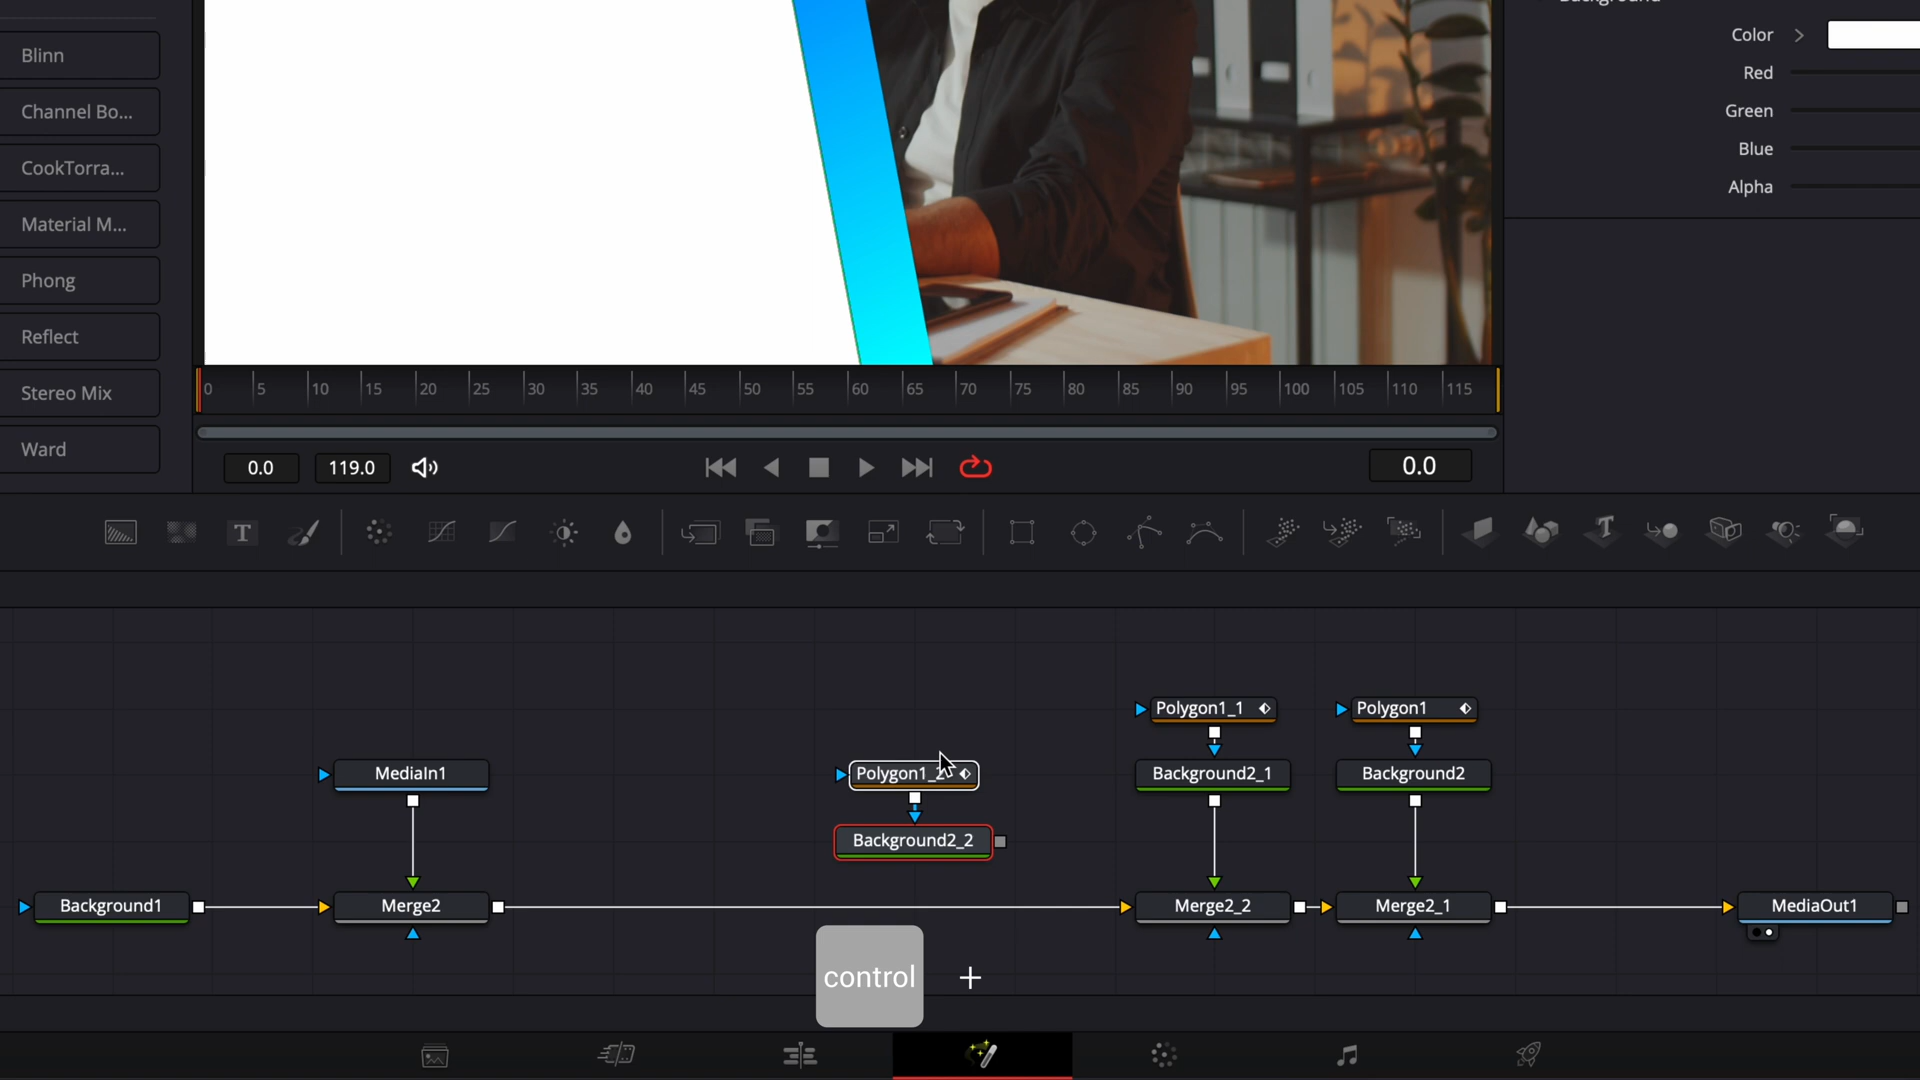 Color
Red
Green
Blue
Alpha
Blinn
Channel Bo...
CookTorra...
Material M...
Phong
Reflect
Stereo Mix
Ward
0 5 10 15 20 25 30 35 40 45 50 55 60 65 70 75 80 85 90 95 100 105 110 115
0.0 119.0 0.0
T
Polygon1_1 Polygon1
MediaIn1 Polygon1_2 Background2_1 Background2
Background2_2
Background1 Merge2 Merge2_2 Merge2_1 MediaOut1
control +